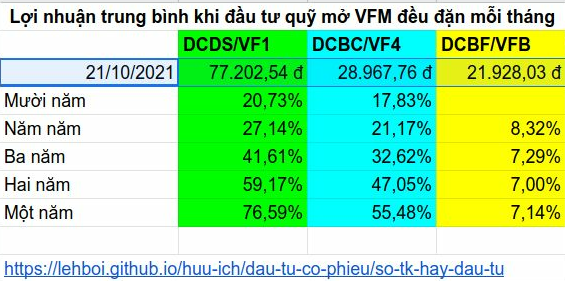 Lợi nhuận trung bình khi đầu tư quỹ mở VFM đều đặn mỗi tháng
DCDS/VF1 DCBC/VF4 DCBF/VFB
21/10/2021 77.202,54 đ 28.967,76 đ 21.928,03 đ
Mười năm 20,73% 17,83%
Năm năm 27,14% 21,17% 8,32%
Ba năm 41,61% 32,62% 7,29%
Hai năm 59,17% 47,05% 7,00%
Một năm 76,59% 55,48% 7,14%
https://lehboi.github.io/huu-ich/dau-tu-co-phieu/so-tk-hay-dau-tu